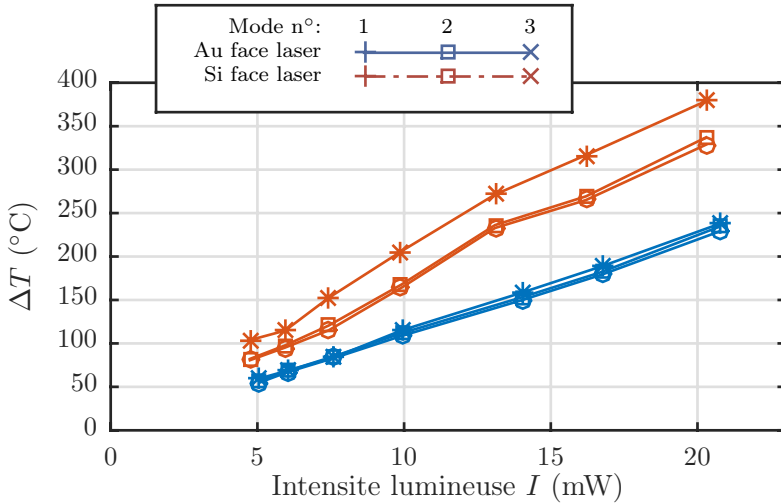 Mode n°: 1 2 3
Au face laser
Si face laser
400
350
300
250
200
150
100
50
0
ΔT (°C)
0 5 10 15 20
Intensite lumineuse I (mW)